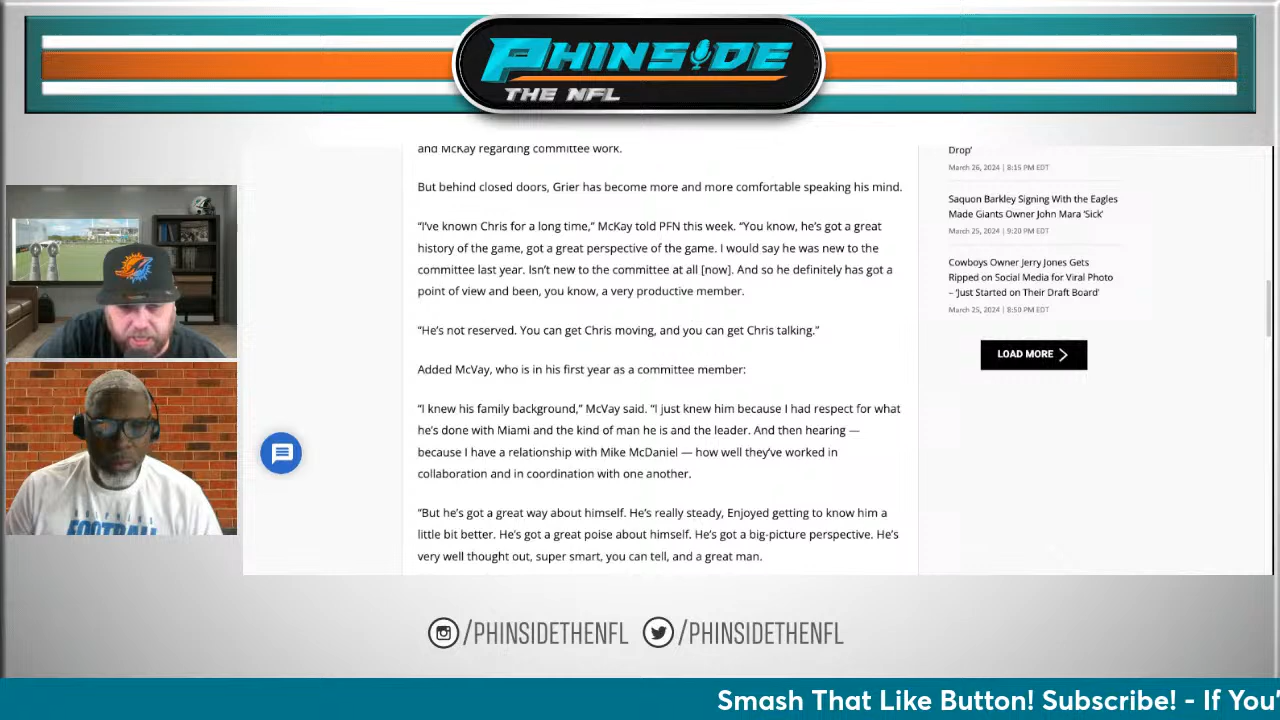 PHINSIDE
THE NFL
and McKay regarding committee work.
But behind closed doors, Grier has become more and more comfortable speaking his mind.
“I’ve known Chris for a long time,” McKay told PFN this week. “You know, he’s got a great
history of the game, got a great perspective of the game. I would say he was new to the
committee last year. Isn’t new to the committee at all [now]. And so he definitely has got a
point of view and been, you know, a very productive member.
“He’s not reserved. You can get Chris moving, and you can get Chris talking.”
Added McVay, who is in his first year as a committee member:
“I knew his family background,” McVay said. “I just knew him because I had respect for what
he’s done with Miami and the kind of man he is and the leader. And then hearing —
because I have a relationship with Mike McDaniel — how well they’ve worked in
collaboration and in coordination with one another.
“But he’s got a great way about himself. He’s really steady, Enjoyed getting to know him a
little bit better. He’s got a great poise about himself. He’s got a big-picture perspective. He’s
very well thought out, super smart, you can tell, and a great man.
Drop’
March 26, 2024 | 8:15 PM EDT
Saquon Barkley Signing With the Eagles
Made Giants Owner John Mara ‘Sick’
March 25, 2024 | 9:20 PM EDT
Cowboys Owner Jerry Jones Gets
Ripped on Social Media for Viral Photo
– ‘Just Started on Their Draft Board’
March 25, 2024 | 8:50 PM EDT
LOAD MORE
FOOTBALL
/PHINSIDETHENFL /PHINSIDETHENFL
Smash That Like Button! Subscribe! - If You'